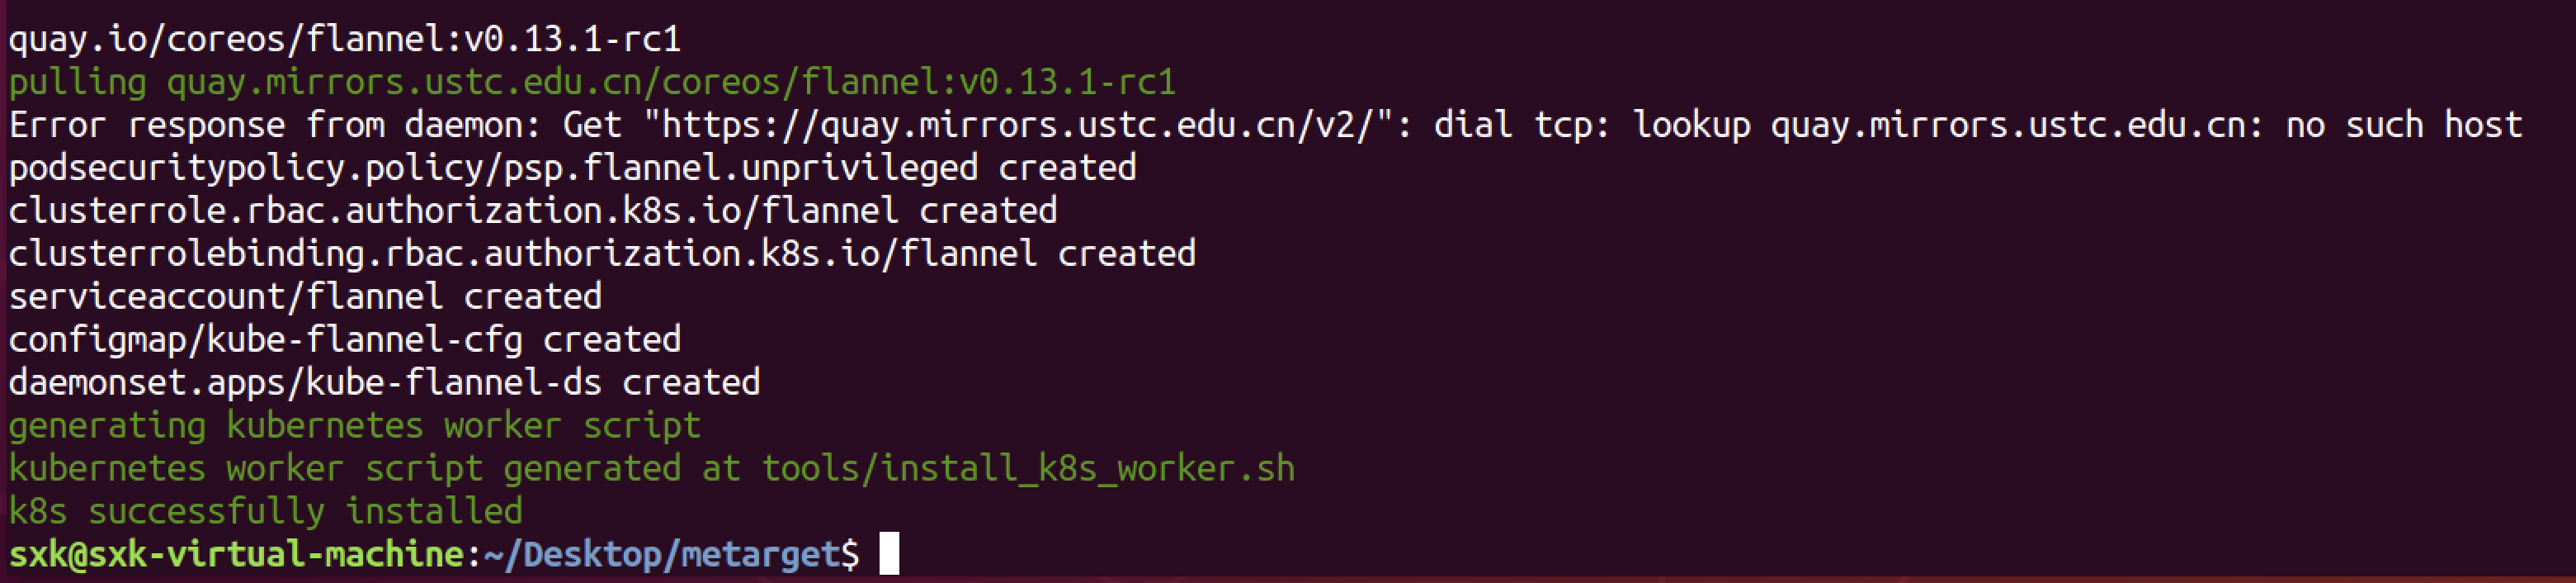 quay.io/coreos/flannel:v0.13.1-rc1
pulling quay.mirrors.ustc.edu.cn/coreos/flannel:v0.13.1-rc1
Error response from daemon: Get "https://quay.mirrors.ustc.edu.cn/v2/": dial tcp: lookup quay.mirrors.ustc.edu.cn: no such host
podsecuritypolicy.policy/psp.flannel.unprivileged created
clusterrole.rbac.authorization.k8s.io/flannel created
clusterrolebinding.rbac.authorization.k8s.io/flannel created
serviceaccount/flannel created
configmap/kube-flannel-cfg created
daemonset.apps/kube-flannel-ds created
generating kubernetes worker script
kubernetes worker script generated at tools/install_k8s_worker.sh
k8s successfully installed
sxk@sxk-virtual-machine:~/Desktop/metarget$